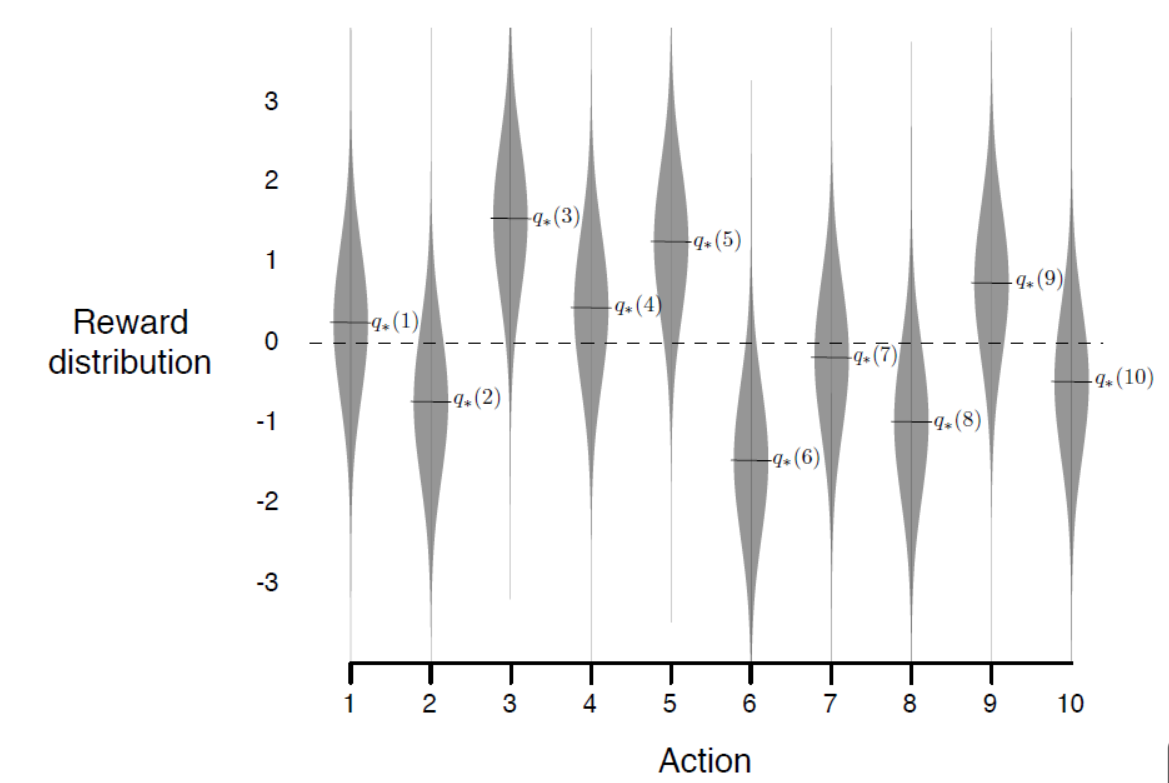 3
2
1
0
-1
-2
-3
Reward
distribution
q*(1)
q*(2)
q*(3)
q*(4)
q*(5)
q*(6)
q*(7)
q*(8)
q*(9)
q*(10)
1 2 3 4 5 6 7 8 9 10
Action